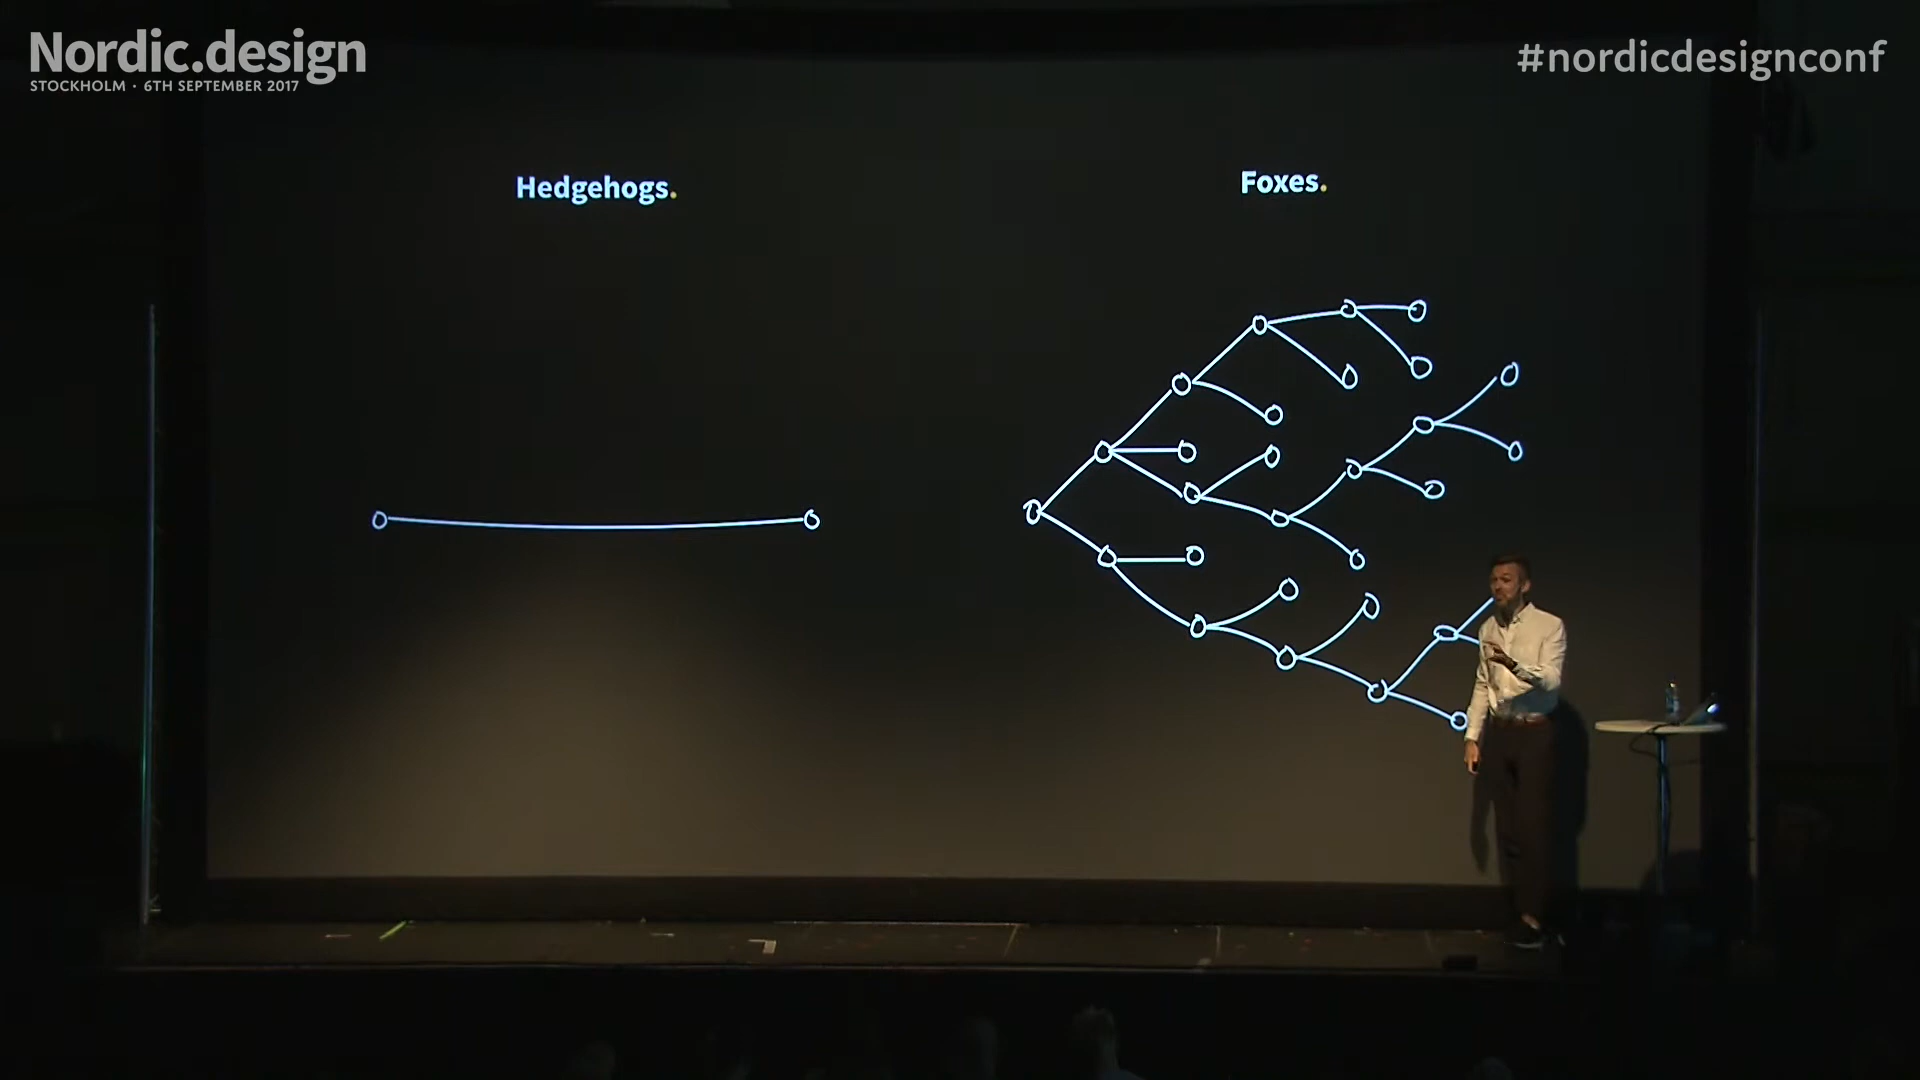 Nordic.design
STOCKHOLM · 6TH SEPTEMBER 2017
#nordicdesignconf
Hedgehogs.
Foxes.